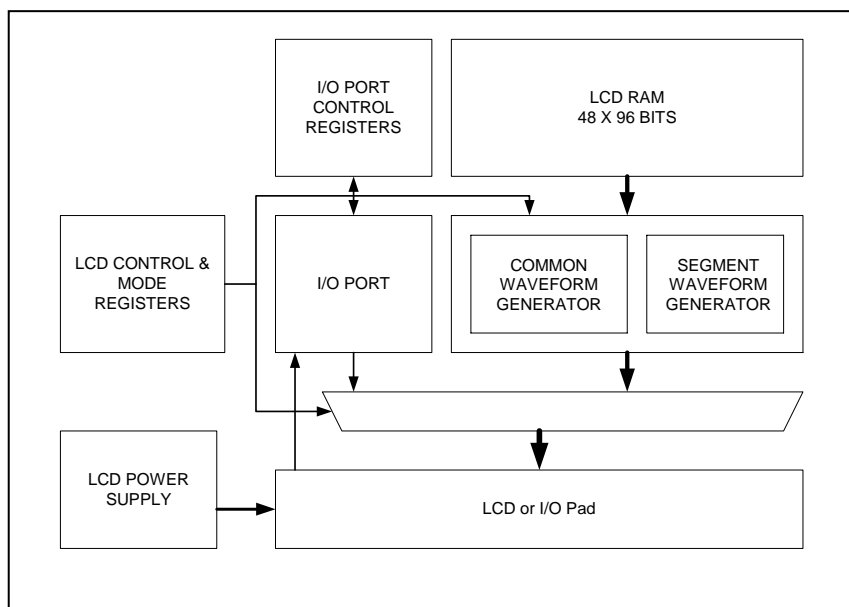 I/O PORT
CONTROL
REGISTERS
LCD RAM
48 X 96 BITS
LCD CONTROL &
MODE
REGISTERS
I/O PORT
COMMON
WAVEFORM
GENERATOR
SEGMENT
WAVEFORM
GENERATOR
LCD POWER
SUPPLY
LCD or I/O Pad